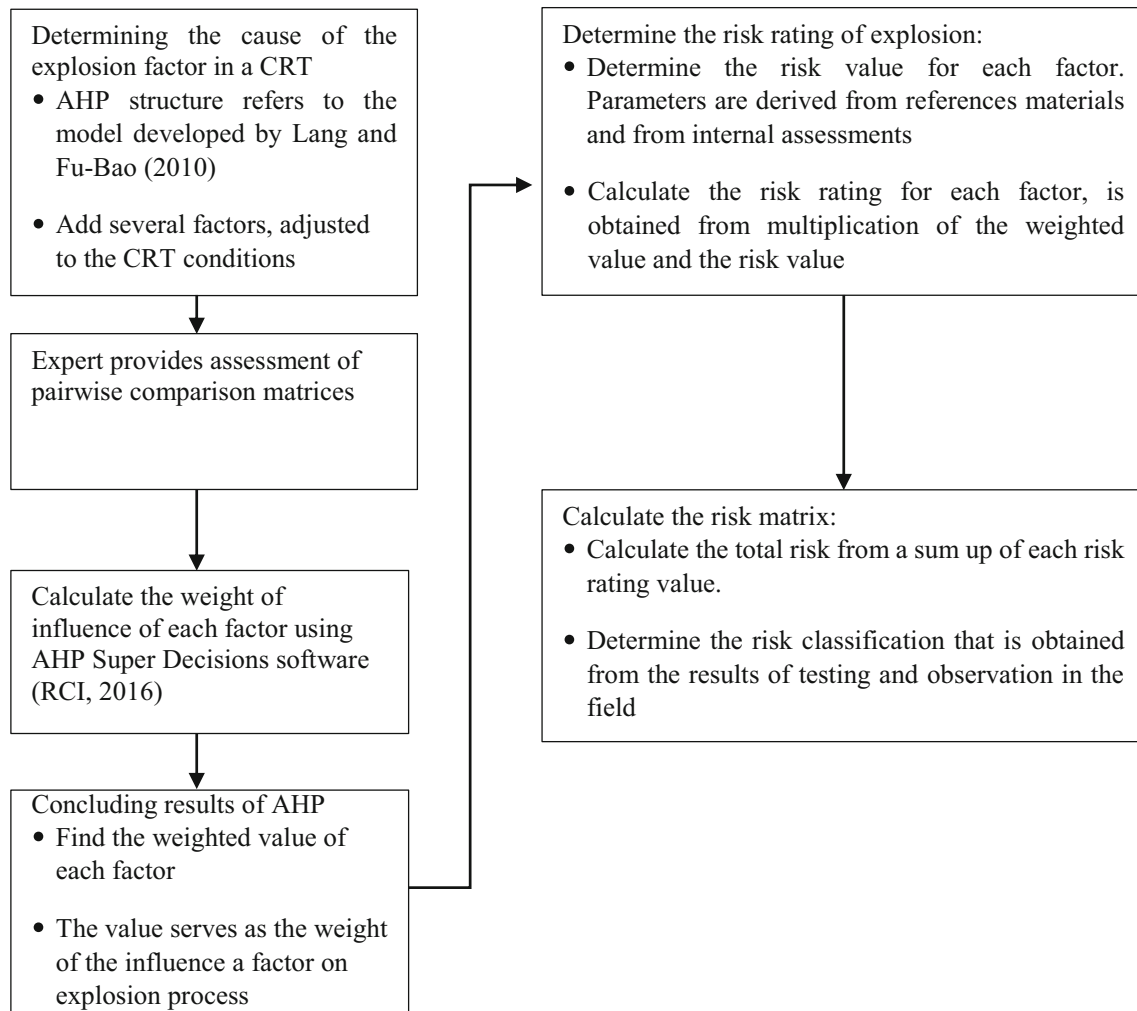 Determining the cause of the
explosion factor in a CRT
• AHP structure refers to the
model developed by Lang and
Fu-Bao (2010)
• Add several factors, adjusted
to the CRT conditions
Expert provides assessment of
pairwise comparison matrices
Calculate the weight of
influence of each factor using
AHP Super Decisions software
(RCI, 2016)
Concluding results of AHP
• Find the weighted value of
each factor
• The value serves as the weight
of the influence a factor on
explosion process
Determine the risk rating of explosion:
• Determine the risk value for each factor.
Parameters are derived from references materials
and from internal assessments
• Calculate the risk rating for each factor, is
obtained from multiplication of the weighted
value and the risk value
Calculate the risk matrix:
• Calculate the total risk from a sum up of each risk
rating value.
• Determine the risk classification that is obtained
from the results of testing and observation in the
field